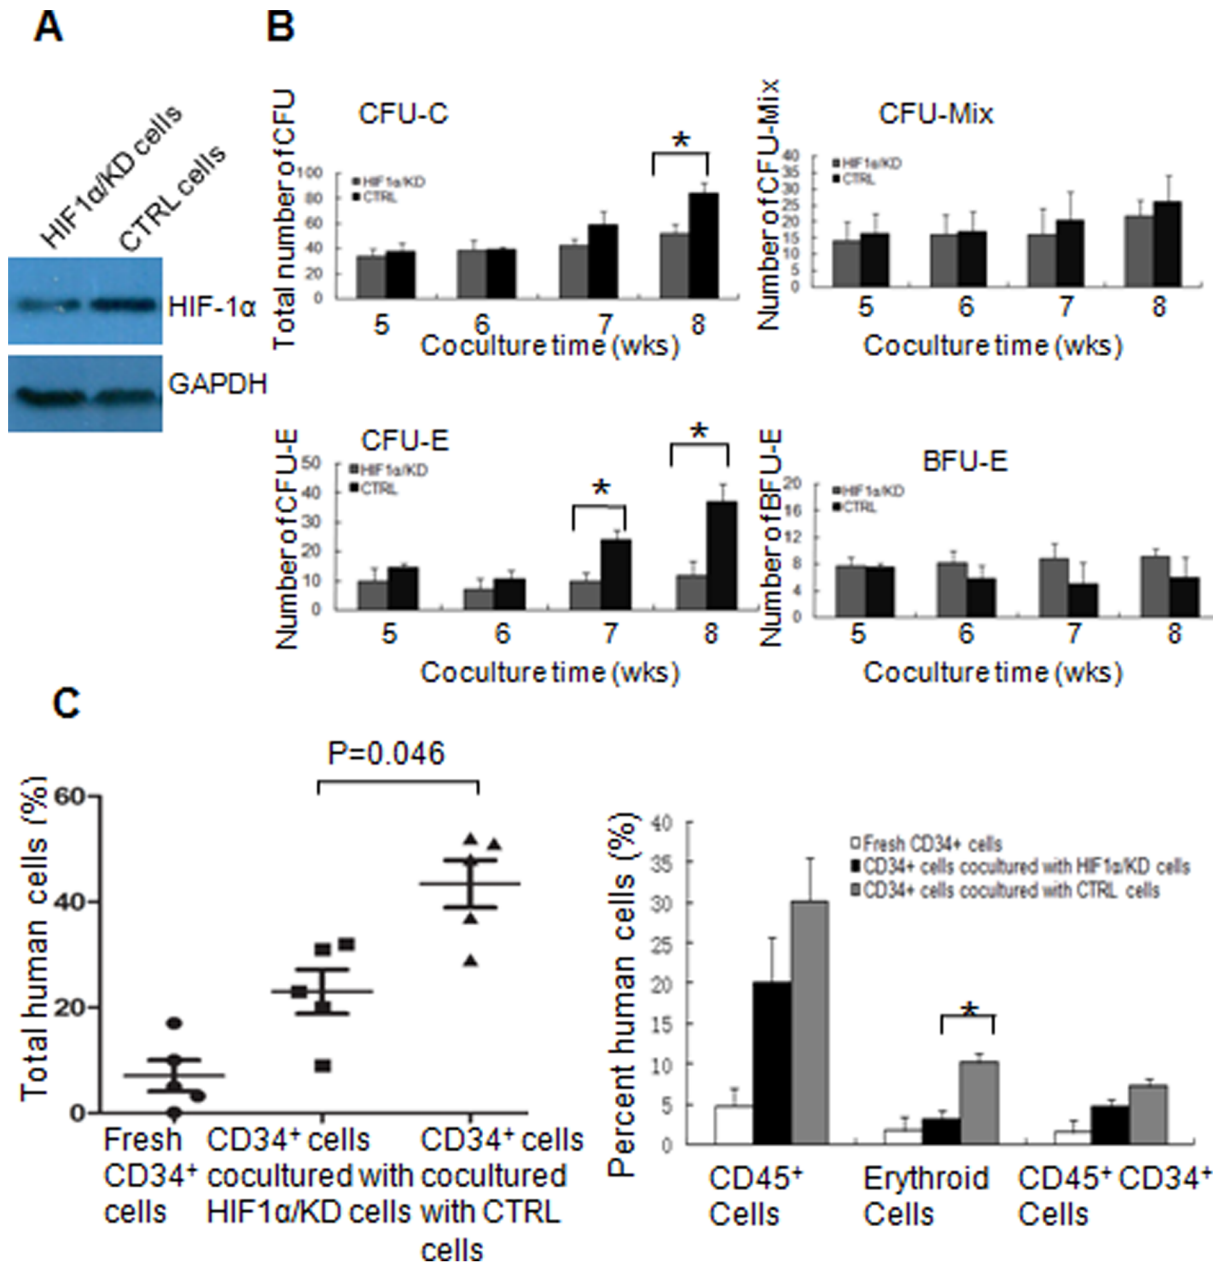 A
B
HIF1α/KD cells
CTRL cells
HIF-1α
GAPDH
CFU-C
Total number of CFU
100
80
60
40
20
0
HIF1α/KD
CTRL
*
5 6 7 8
Coculture time (wks)
CFU-Mix
Number of CFU-Mix
40
35
30
25
20
15
10
5
0
HIF1α/KD
CTRL
5 6 7 8
Coculture time (wks)
CFU-E
Number of CFU-E
50
40
30
20
10
0
HIF1α/KD
CTRL
*
*
5 6 7 8
Coculture time (wks)
BFU-E
Number of BFU-E
20
16
12
8
4
0
HIF1α/KD
CTRL
5 6 7 8
Coculture time (wks)
C
P=0.046
Total human cells (%)
60
40
20
0
Fresh
CD34+
cells
CD34+ cells
cocultured with
HIF1α/KD cells
CD34+ cells
cocultured
with CTRL
cells
Percent human cells (%)
40
35
30
25
20
15
10
5
0
Fresh CD34+ cells
CD34+ cells cocultured with HIF1α/KD cells
CD34+ cells cocultured with CTRL cells
*
CD45+
Cells
Erythroid
Cells
CD45+ CD34+
Cells